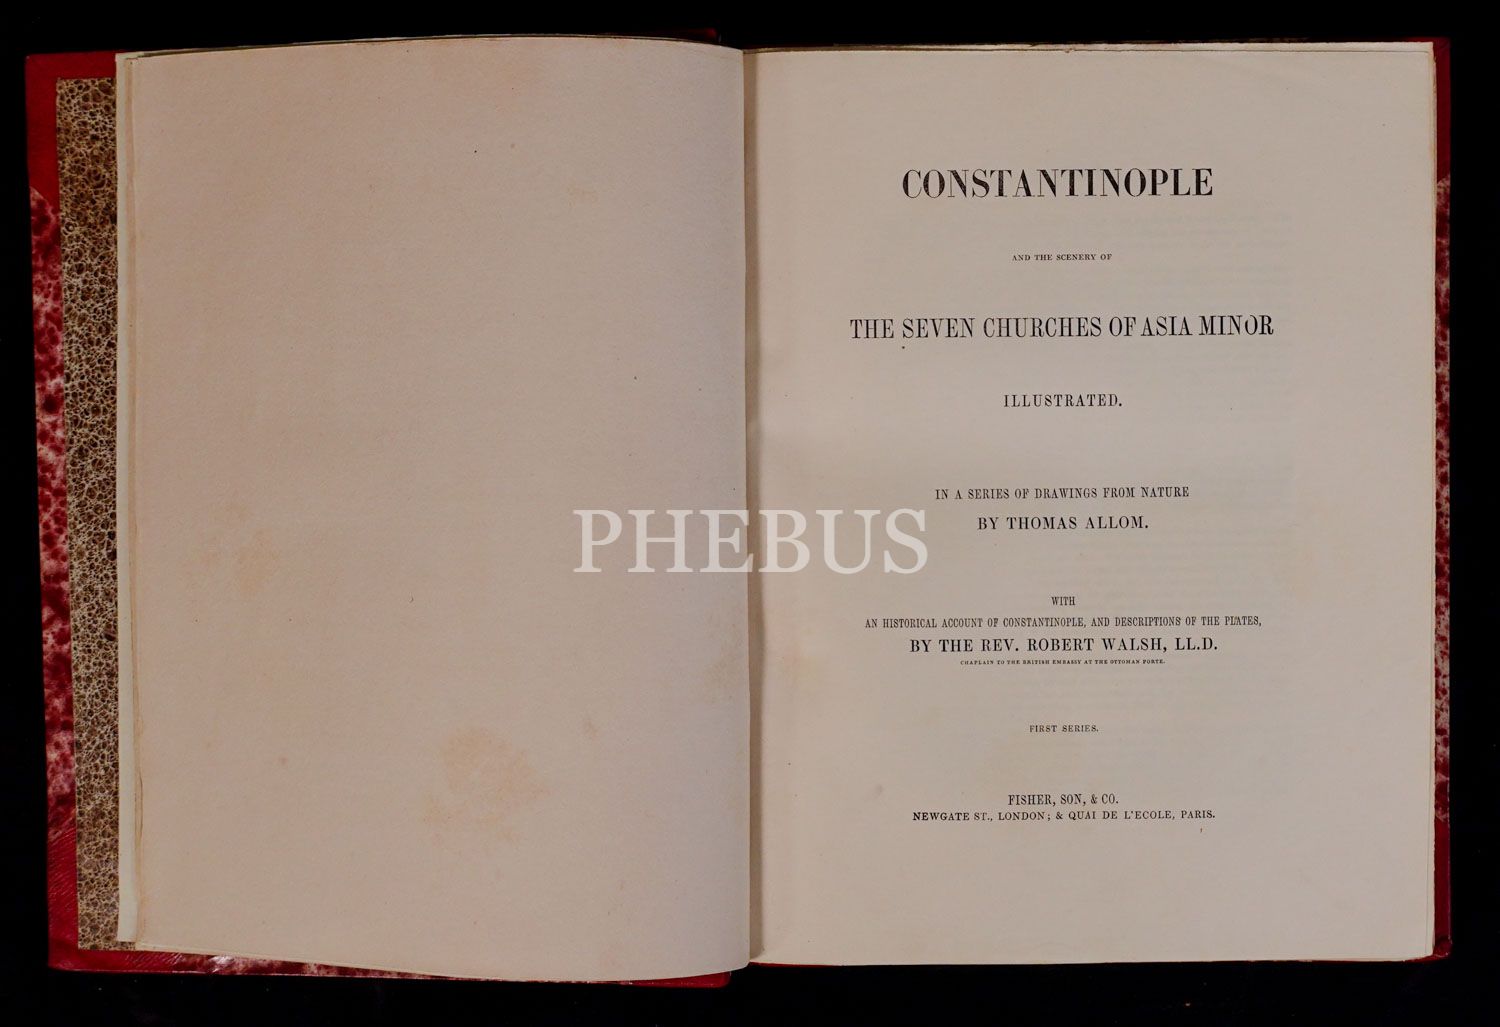 CONSTANTINOPLE
AND THE SCENERY OF
THE SEVEN CHURCHES OF ASIA MINOR
ILLUSTRATED.
IN A SERIES OF DRAWINGS FROM NATURE
BY THOMAS ALLOM.
PHEBUS
WITH
AN HISTORICAL ACCOUNT OF CONSTANTINOPLE, AND DESCRIPTIONS OF THE PLATES,
BY THE REV. ROBERT WALSH, LL.D.
CHAPLAIN TO THE BRITISH EMBASSY AT THE OTTOMAN PORTE.
FIRST SERIES.
FISHER, SON, & CO.
NEWGATE ST., LONDON; & QUAI DE L'ECOLE, PARIS.